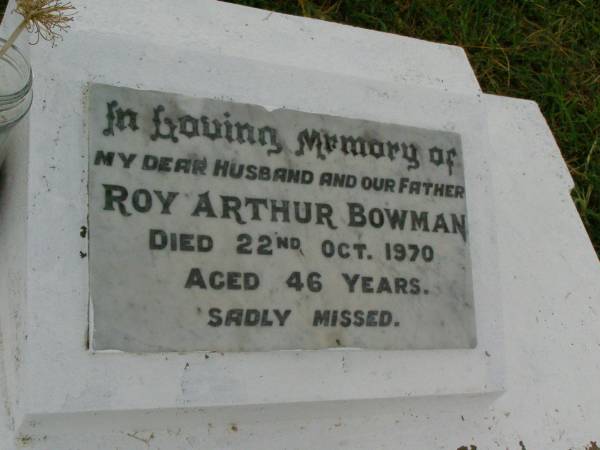 In Loving Memory of
MY DEAR HUSBAND AND OUR FATHER
ROY ARTHUR BOWMAN
DIED 22ND OCT. 1970
AGED 46 YEARS.
SADLY MISSED.